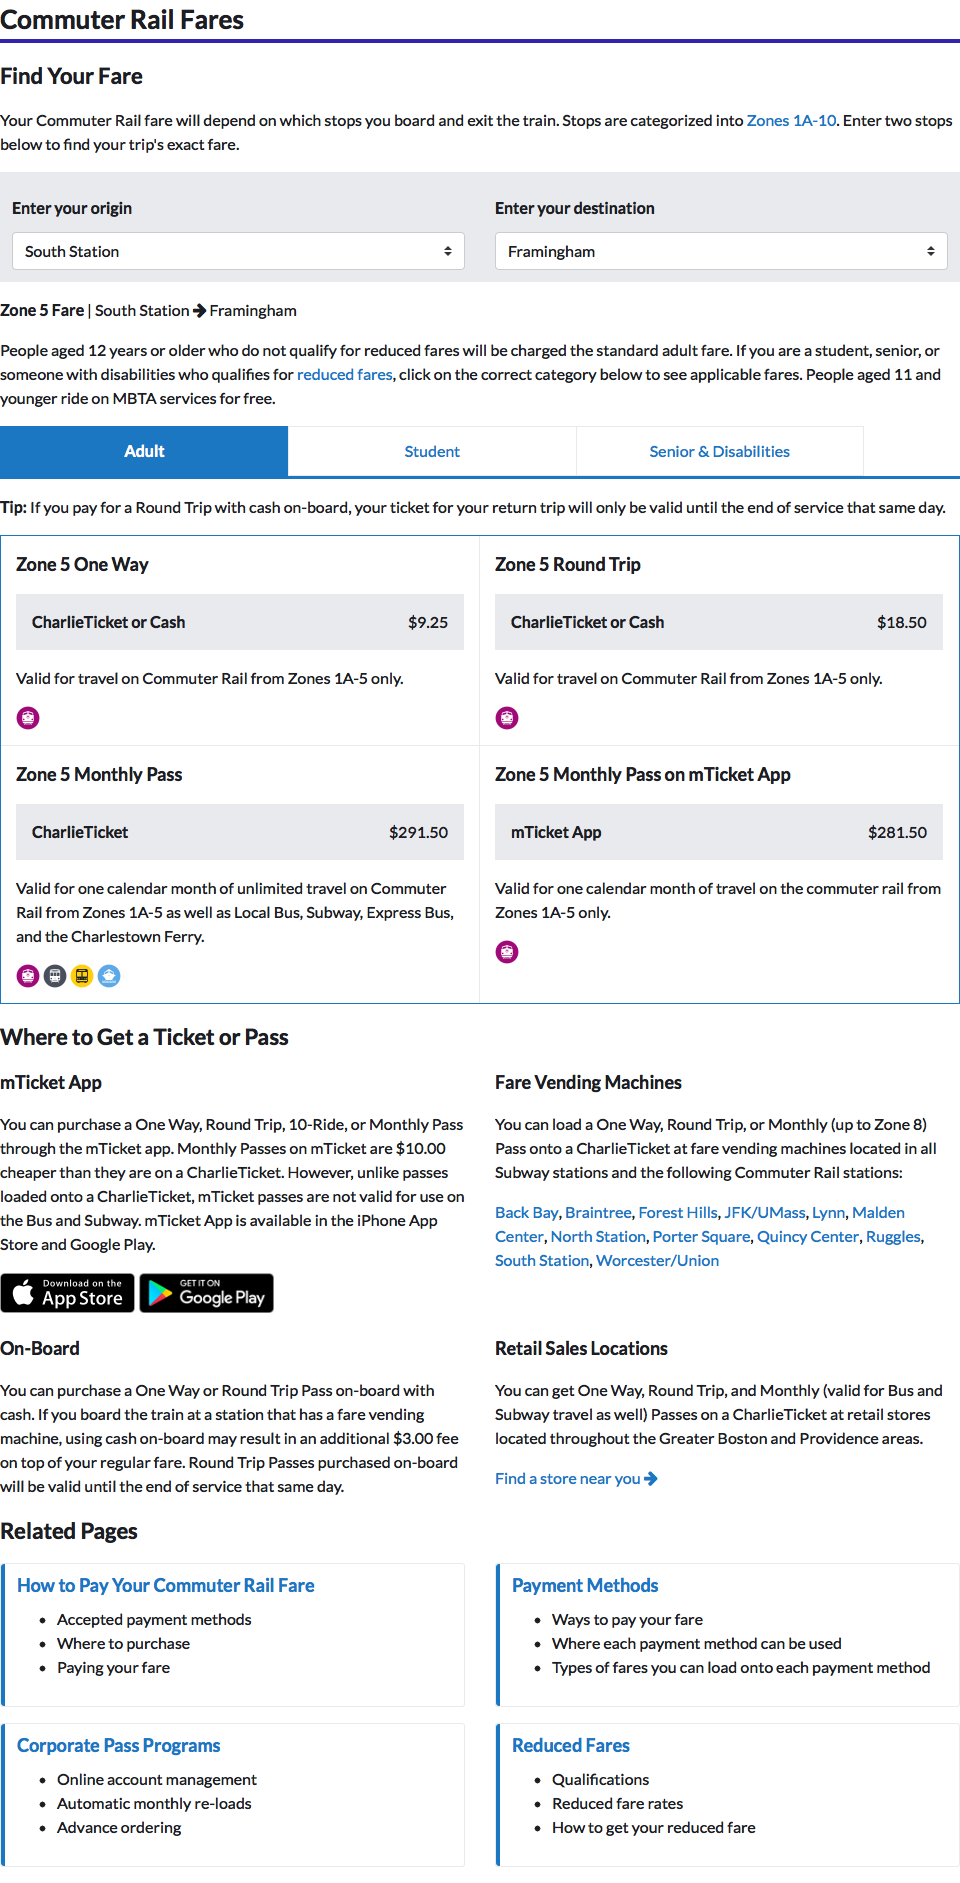 Commuter Rail Fares
Find Your Fare
Your Commuter Rail fare will depend on which stops you board and exit the train. Stops are categorized into Zones 1A-10. Enter two stops
below to find your trip's exact fare.
Enter your origin
Enter your destination
South Station
Framingham
Zone 5 Fare | South Station → Framingham
People aged 12 years or older who do not qualify for reduced fares will be charged the standard adult fare. If you are a student, senior, or
someone with disabilities who qualifies for reduced fares, click on the correct category below to see applicable fares. People aged 11 and
younger ride on MBTA services for free.
Adult
Student
Senior & Disabilities
Tip: If you pay for a Round Trip with cash on-board, your ticket for your return trip will only be valid until the end of service that same day.
Zone 5 One Way
CharlieTicket or Cash $9.25
Valid for travel on Commuter Rail from Zones 1A-5 only.
Zone 5 Round Trip
CharlieTicket or Cash $18.50
Valid for travel on Commuter Rail from Zones 1A-5 only.
Zone 5 Monthly Pass
CharlieTicket $291.50
Valid for one calendar month of unlimited travel on Commuter
Rail from Zones 1A-5 as well as Local Bus, Subway, Express Bus,
and the Charlestown Ferry.
Zone 5 Monthly Pass on mTicket App
mTicket App $281.50
Valid for one calendar month of travel on the commuter rail from
Zones 1A-5 only.
Where to Get a Ticket or Pass
mTicket App
You can purchase a One Way, Round Trip, 10-Ride, or Monthly Pass
through the mTicket app. Monthly Passes on mTicket are $10.00
cheaper than they are on a CharlieTicket. However, unlike passes
loaded onto a CharlieTicket, mTicket passes are not valid for use on
the Bus and Subway. mTicket App is available in the iPhone App
Store and Google Play.
Download on the
App Store
GET IT ON
Google Play
Fare Vending Machines
You can load a One Way, Round Trip, or Monthly (up to Zone 8)
Pass onto a CharlieTicket at fare vending machines located in all
Subway stations and the following Commuter Rail stations:
Back Bay, Braintree, Forest Hills, JFK/UMass, Lynn, Malden
Center, North Station, Porter Square, Quincy Center, Ruggles,
South Station, Worcester/Union
On-Board
You can purchase a One Way or Round Trip Pass on-board with
cash. If you board the train at a station that has a fare vending
machine, using cash on-board may result in an additional $3.00 fee
on top of your regular fare. Round Trip Passes purchased on-board
will be valid until the end of service that same day.
Retail Sales Locations
You can get One Way, Round Trip, and Monthly (valid for Bus and
Subway travel as well) Passes on a CharlieTicket at retail stores
located throughout the Greater Boston and Providence areas.
Find a store near you →
Related Pages
How to Pay Your Commuter Rail Fare
• Accepted payment methods
• Where to purchase
• Paying your fare
Payment Methods
• Ways to pay your fare
• Where each payment method can be used
• Types of fares you can load onto each payment method
Corporate Pass Programs
• Online account management
• Automatic monthly re-loads
• Advance ordering
Reduced Fares
• Qualifications
• Reduced fare rates
• How to get your reduced fare